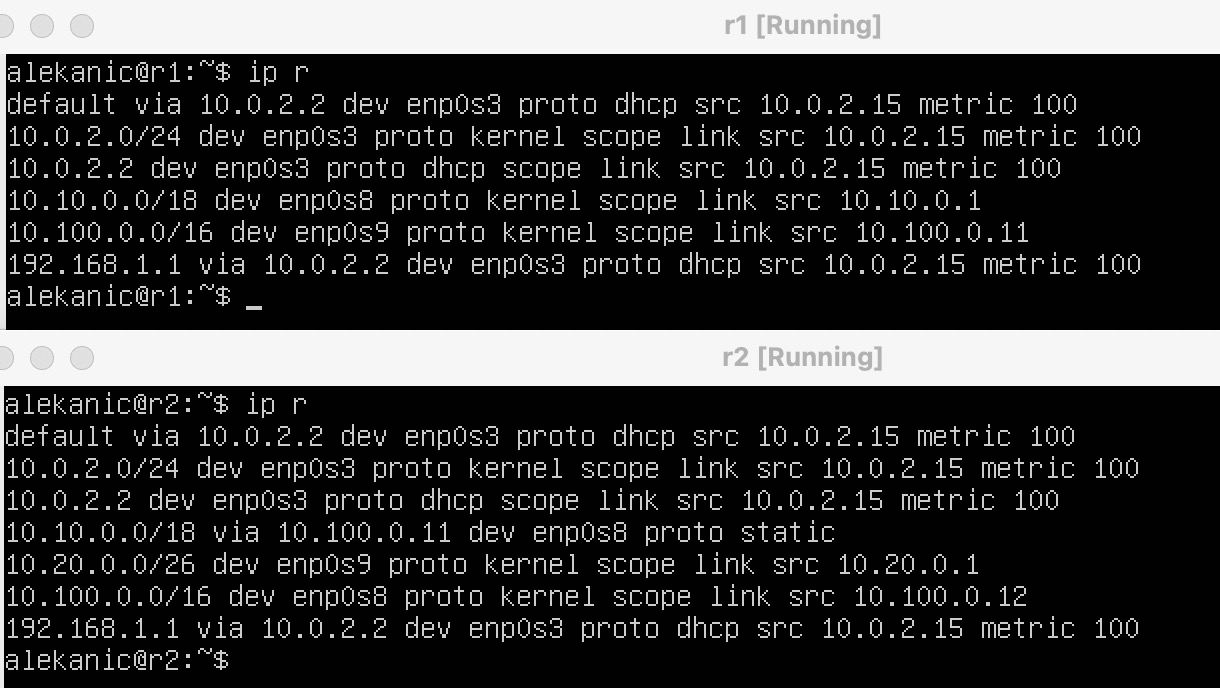 r1 [Running]
alekanic@r1:~$ ip r
default via 10.0.2.2 dev enp0s3 proto dhcp src 10.0.2.15 metric 100
10.0.2.0/24 dev enp0s3 proto kernel scope link src 10.0.2.15 metric 100
10.0.2.2 dev enp0s3 proto dhcp scope link src 10.0.2.15 metric 100
10.10.0.0/18 dev enp0s8 proto kernel scope link src 10.10.0.1
10.100.0.0/16 dev enp0s9 proto kernel scope link src 10.100.0.11
192.168.1.1 via 10.0.2.2 dev enp0s3 proto dhcp src 10.0.2.15 metric 100
alekanic@r1:~$ _
r2 [Running]
alekanic@r2:~$ ip r
default via 10.0.2.2 dev enp0s3 proto dhcp src 10.0.2.15 metric 100
10.0.2.0/24 dev enp0s3 proto kernel scope link src 10.0.2.15 metric 100
10.0.2.2 dev enp0s3 proto dhcp scope link src 10.0.2.15 metric 100
10.10.0.0/18 via 10.100.0.11 dev enp0s8 proto static
10.20.0.0/26 dev enp0s9 proto kernel scope link src 10.20.0.1
10.100.0.0/16 dev enp0s8 proto kernel scope link src 10.100.0.12
192.168.1.1 via 10.0.2.2 dev enp0s3 proto dhcp src 10.0.2.15 metric 100
alekanic@r2:~$